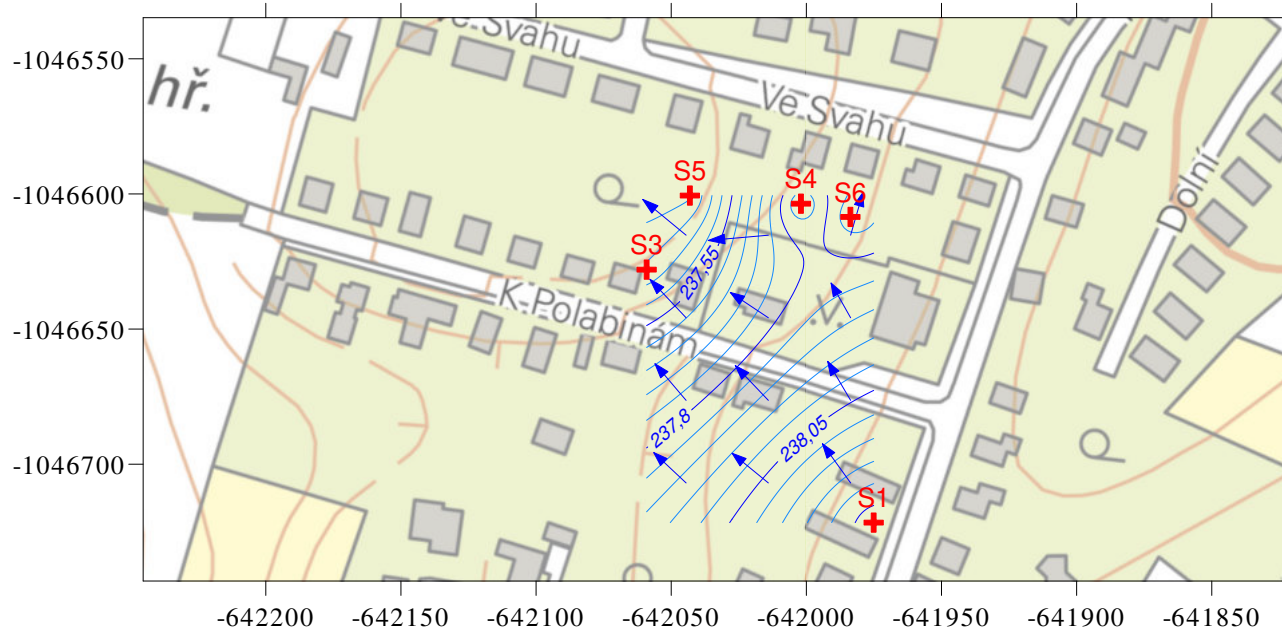 Ve Svahu
-1046550
hř.
Ve Svahu
Dolní
S5
S4
S6
-1046600
S3
237,55
K Polabinám
.V.
-1046650
237,8
238,05
-1046700
S1
-642200
-642150
-642100
-642050
-642000
-641950
-641900
-641850